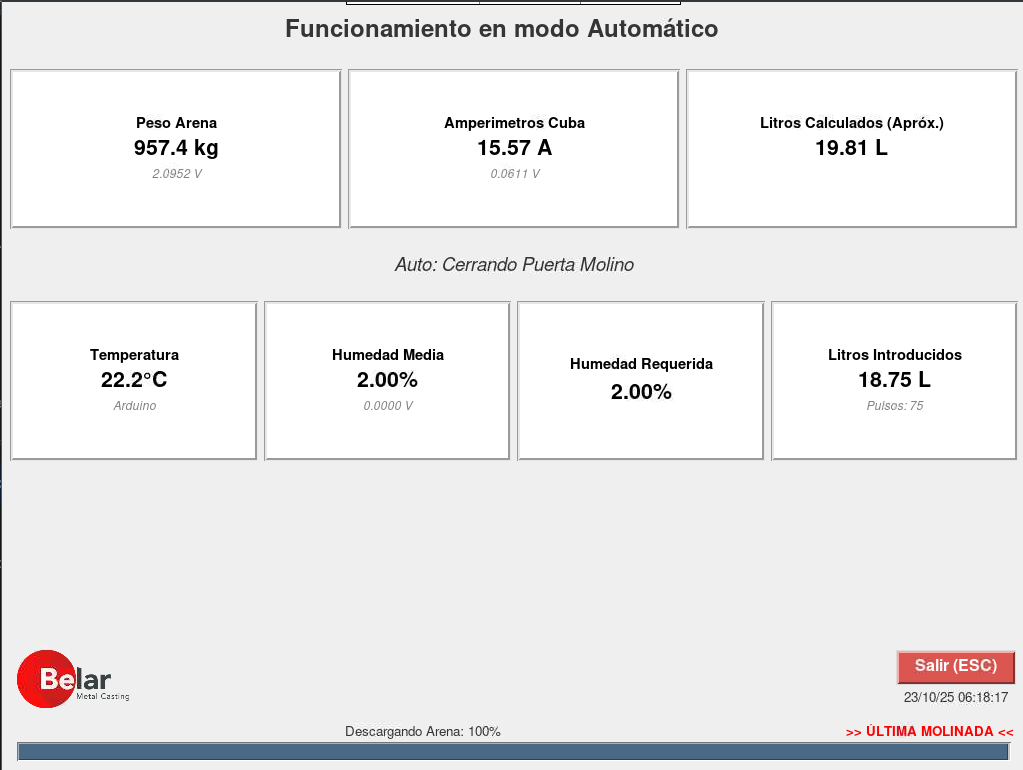 Funcionamiento en modo Automático
Peso Arena
957.4 kg
2.0952 V
Amperimetros Cuba
15.57 A
0.0611 V
Litros Calculados (Apróx.)
19.81 L
Auto: Cerrando Puerta Molino
Temperatura
22.2°C
Arduino
Humedad Media
2.00%
0.0000 V
Humedad Requerida
2.00%
Litros Introducidos
18.75 L
Pulsos: 75
Belar
Metal Casting
Salir (ESC)
23/10/25 06:18:17
Descargando Arena: 100%
>> ÚLTIMA MOLINADA <<